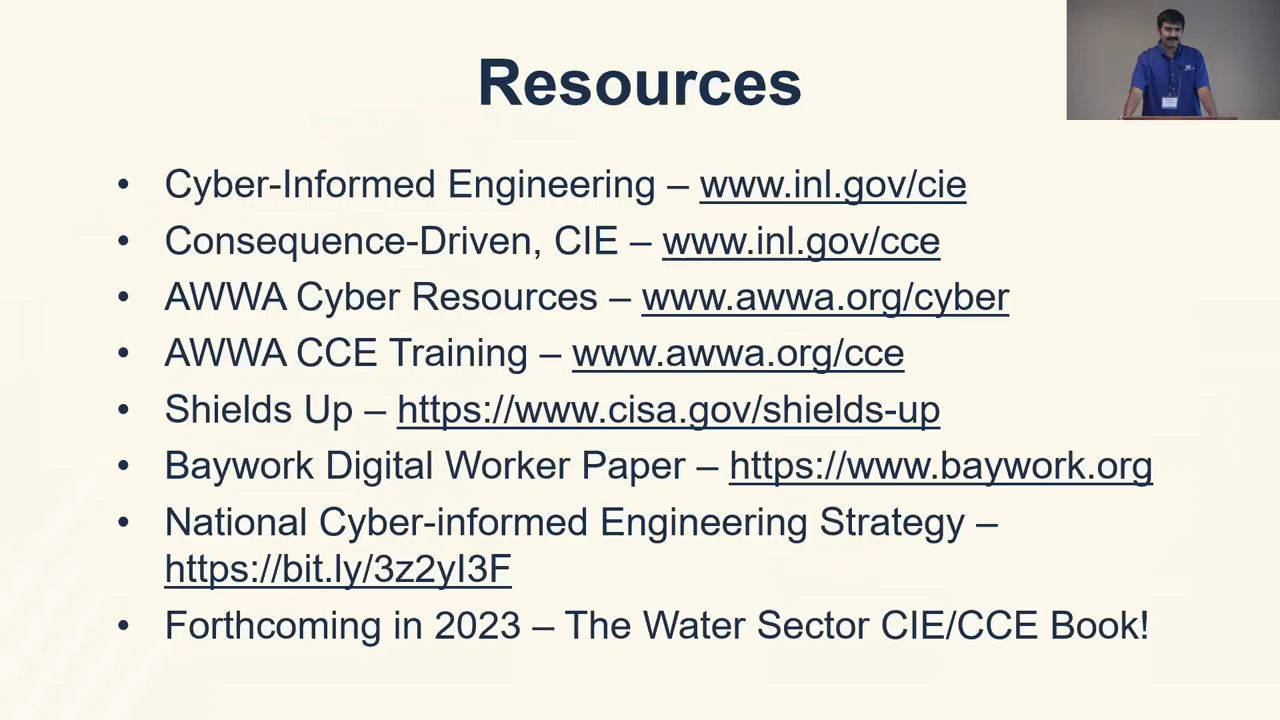 Resources
• Cyber-Informed Engineering – www.inl.gov/cie
• Consequence-Driven, CIE – www.inl.gov/cce
• AWWA Cyber Resources – www.awwa.org/cyber
• AWWA CCE Training – www.awwa.org/cce
• Shields Up – https://www.cisa.gov/shields-up
• Baywork Digital Worker Paper – https://www.baywork.org
• National Cyber-informed Engineering Strategy –
https://bit.ly/3z2yI3F
• Forthcoming in 2023 – The Water Sector CIE/CCE Book!